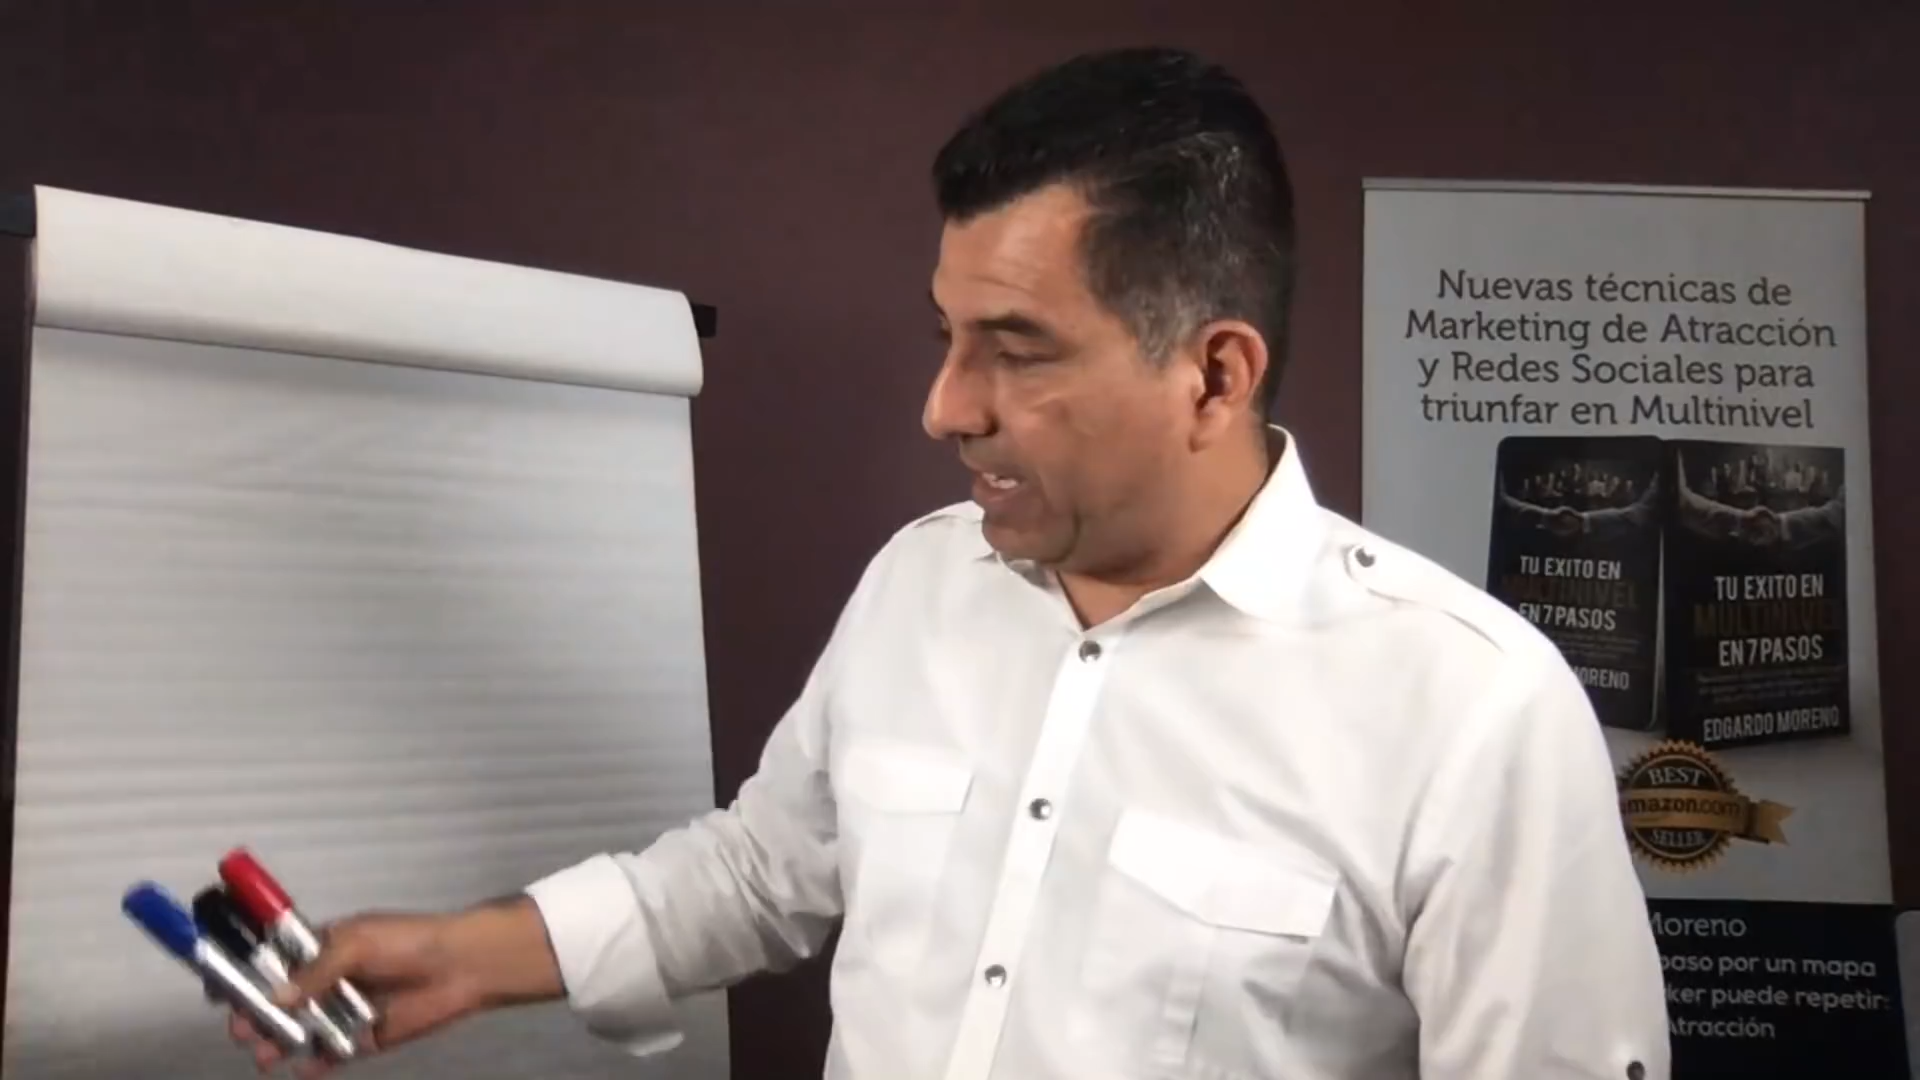 Nuevas técnicas de
Marketing de Atracción
y Redes Sociales para
triunfar en Multinivel
TU EXITO EN
MULTINIVEL
EN 7 PASOS
MORENO
TU EXITO EN
MULTINIVEL
EN 7 PASOS
EDGARDO MORENO
BEST
amazon.com
SELLER
Moreno
paso por un mapa
ker puede repetir:
Atracción